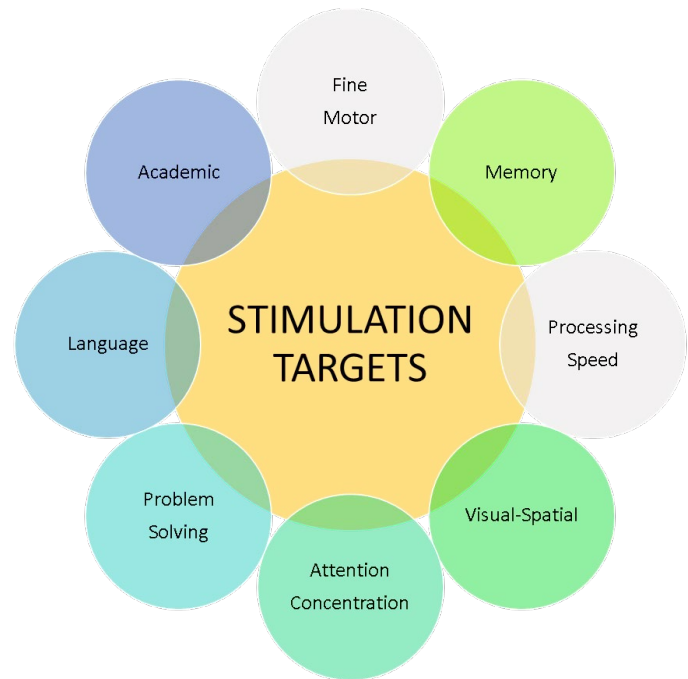 Fine
Motor
Memory
Processing
Speed
Visual-Spatial
Attention
Concentration
Problem
Solving
Language
Academic
STIMULATION
TARGETS